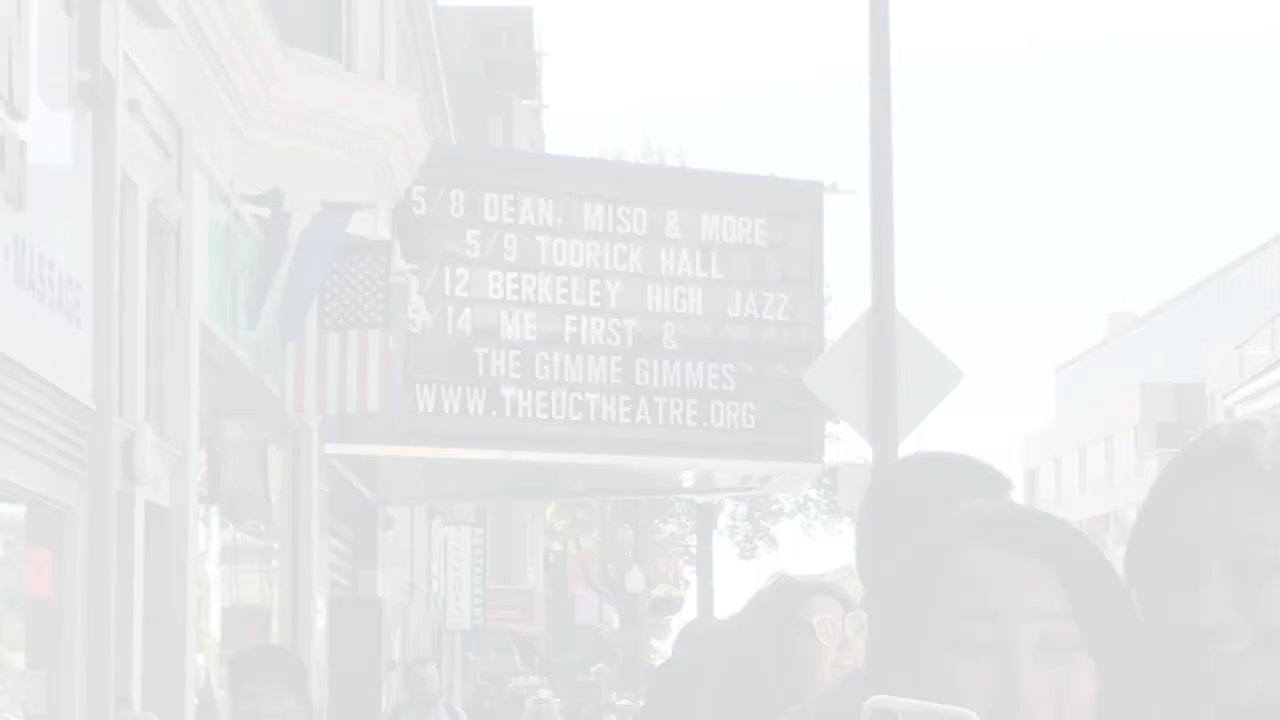 5/8 DEAN, MISO & MORE
5/9 TODRICK HALL
/12 BERKELEY HIGH JAZZ
5/14 ME FIRST &
THE GIMME GIMMES
WWW.THEUCTHEATRE.ORG
MASSAGE
RESTAURANT